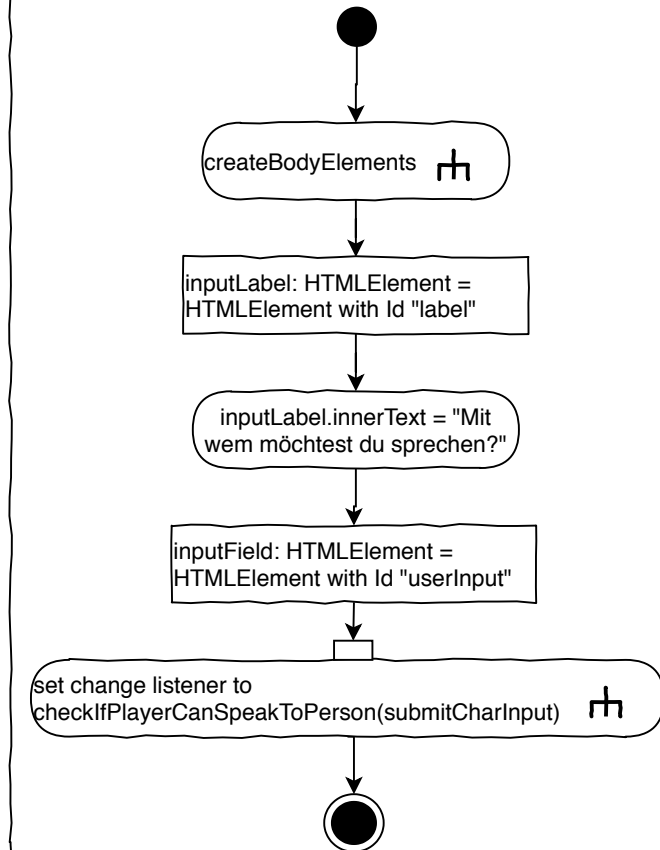 createBodyElements
inputLabel: HTMLElement =
HTMLElement with Id "label"
inputLabel.innerText = "Mit
wem möchtest du sprechen?"
inputField: HTMLElement =
HTMLElement with Id "userInput"
set change listener to
checkIfPlayerCanSpeakToPerson(submitCharInput)